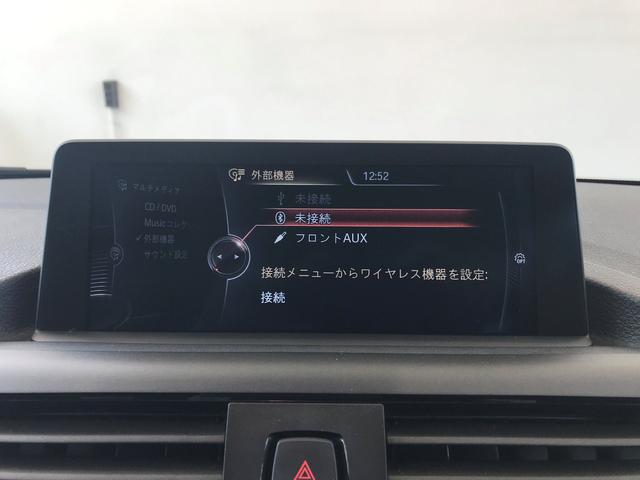 外部機器 12:52
マルチメディア
CD / DVD
Musicコレク
✓外部機器
サウンド設定
未接続
未接続
フロントAUX
接続メニューからワイヤレス機器を設定:
接続
OPT